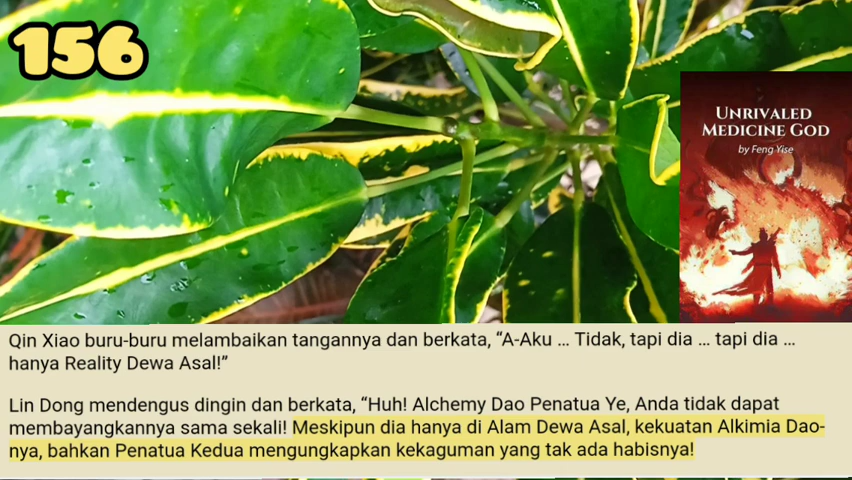 156
UNRIVALED
MEDICINE GOD
by Feng Yise
Qin Xiao buru-buru melambaikan tangannya dan berkata, “A-Aku ... Tidak, tapi dia ... tapi dia ...
hanya Reality Dewa Asal!”
Lin Dong mendengus dingin dan berkata, “Huh! Alchemy Dao Penatua Ye, Anda tidak dapat
membayangkannya sama sekali! Meskipun dia hanya di Alam Dewa Asal, kekuatan Alkimia Dao-
nya, bahkan Penatua Kedua mengungkapkan kekaguman yang tak ada habisnya!